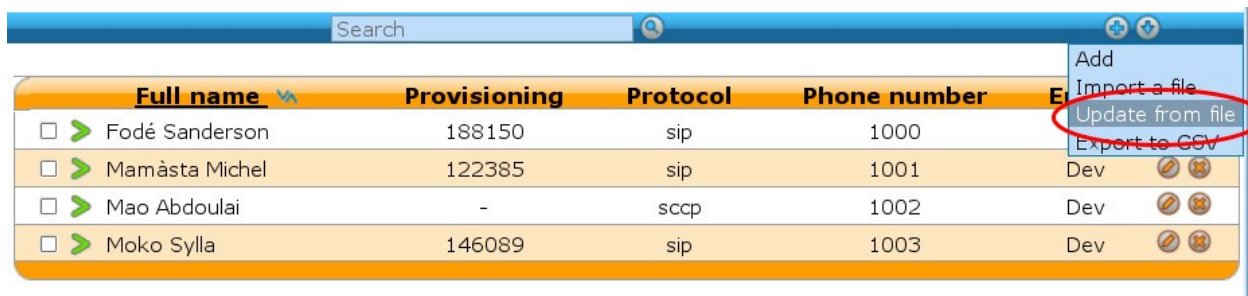 Search
Add
Import a file
Update from file
Export to CSV
Full name Provisioning Protocol Phone number
Fodé Sanderson 188150 sip 1000
Mamàsta Michel 122385 sip 1001 Dev
Mao Abdoulai - sccp 1002 Dev
Moko Sylla 146089 sip 1003 Dev